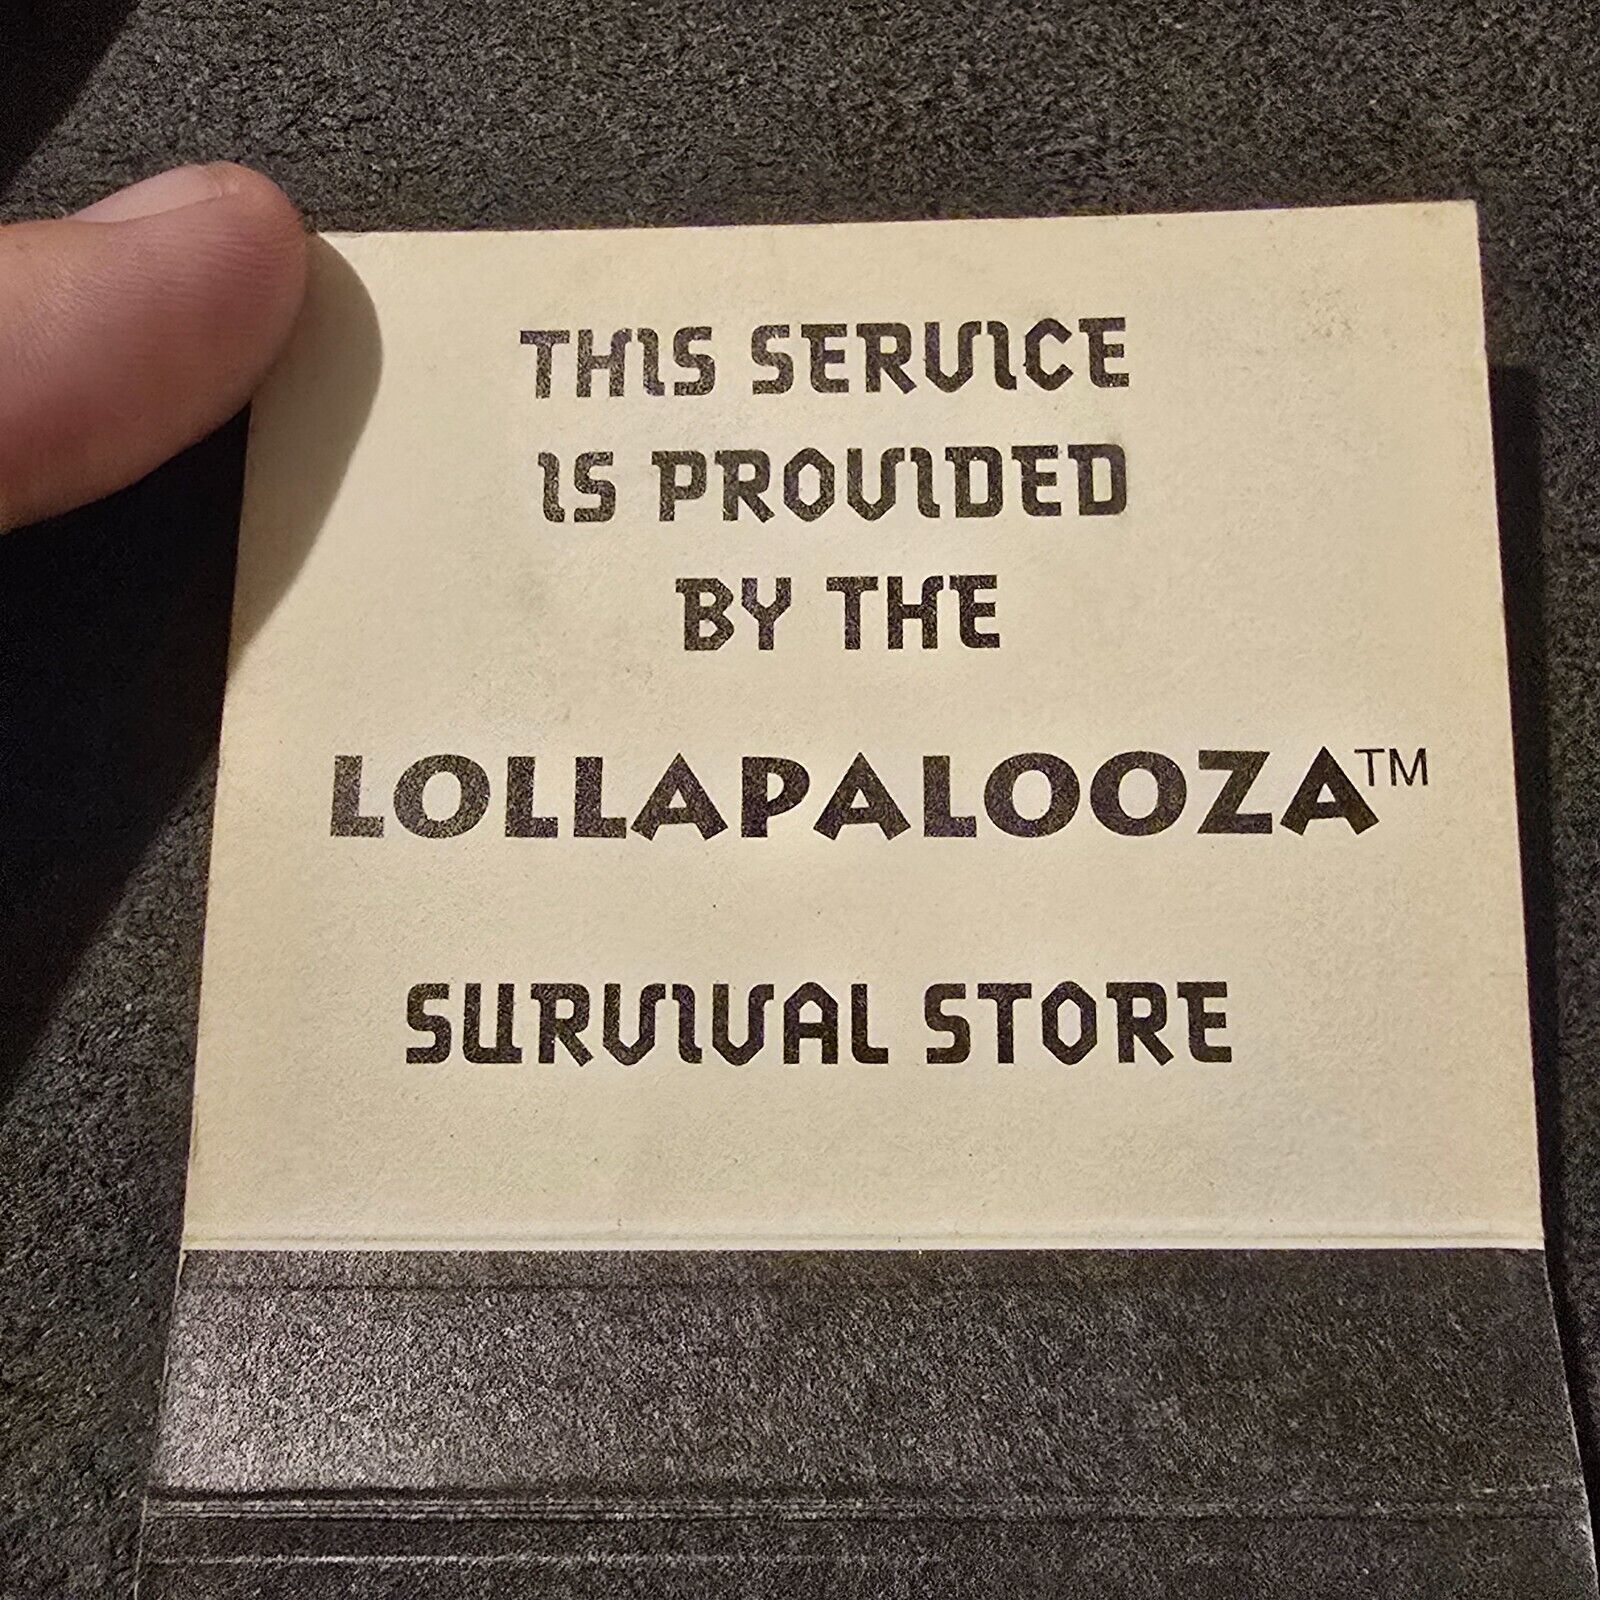 THIS SERVICE
IS PROVIDED
BY THE
LOLLAPALOOZA™
SURVIVAL STORE